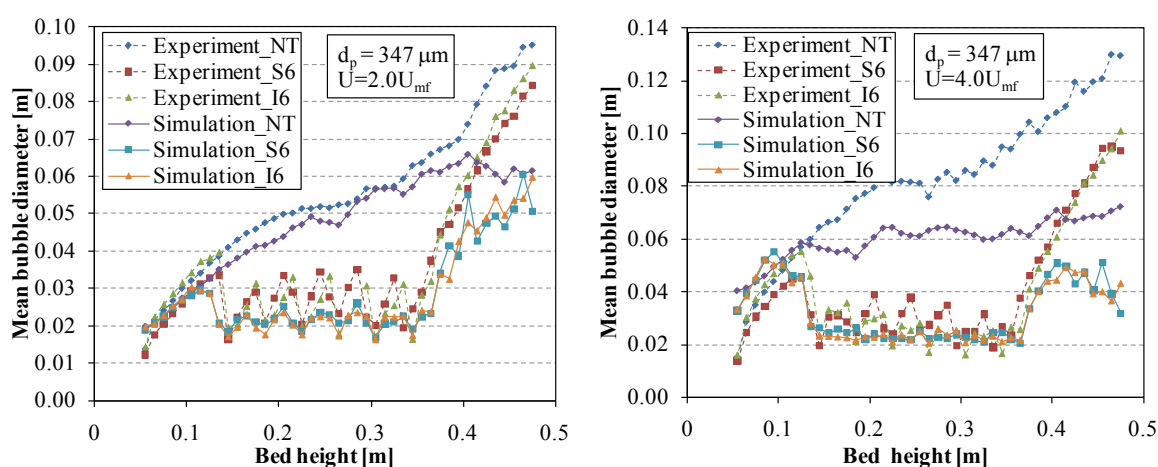 0.10
0.09
0.08
0.07
0.06
0.05
0.04
0.03
0.02
0.01
0.00
Mean bubble diameter [m]
Experiment_NT
Experiment_S6
Experiment_I6
Simulation_NT
Simulation_S6
Simulation_I6
dp = 347 µm
U=2.0Umf
0 0.1 0.2 0.3 0.4 0.5
Bed height [m]
0.14
0.12
0.10
0.08
0.06
0.04
0.02
0.00
Mean bubble diameter [m]
Experiment_NT
Experiment_S6
Experiment_I6
Simulation_NT
Simulation_S6
Simulation_I6
dp = 347 µm
U=4.0Umf
0 0.1 0.2 0.3 0.4 0.5
Bed height [m]